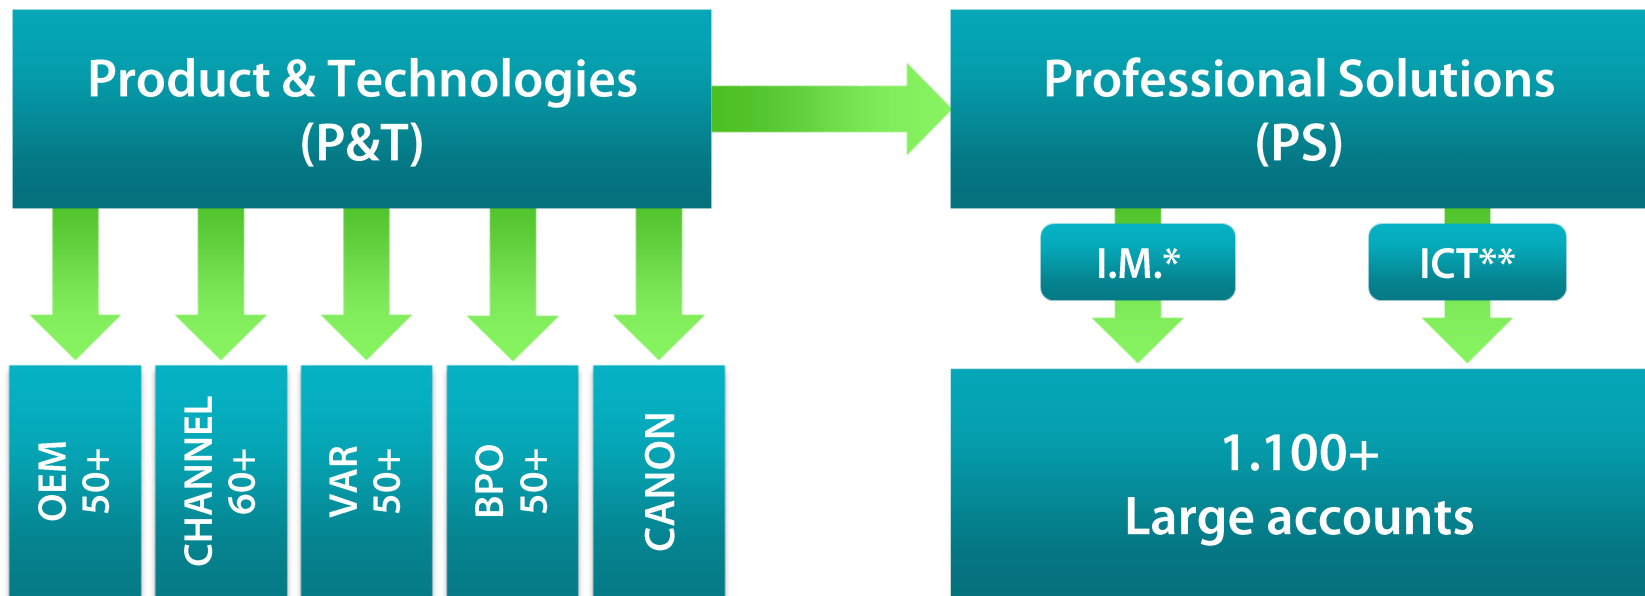 Product & Technologies
(P&T)
Professional Solutions
(PS)
I.M.*
ICT**
OEM
50+
CHANNEL
60+
VAR
50+
BPO
50+
CANON
1.100+
Large accounts